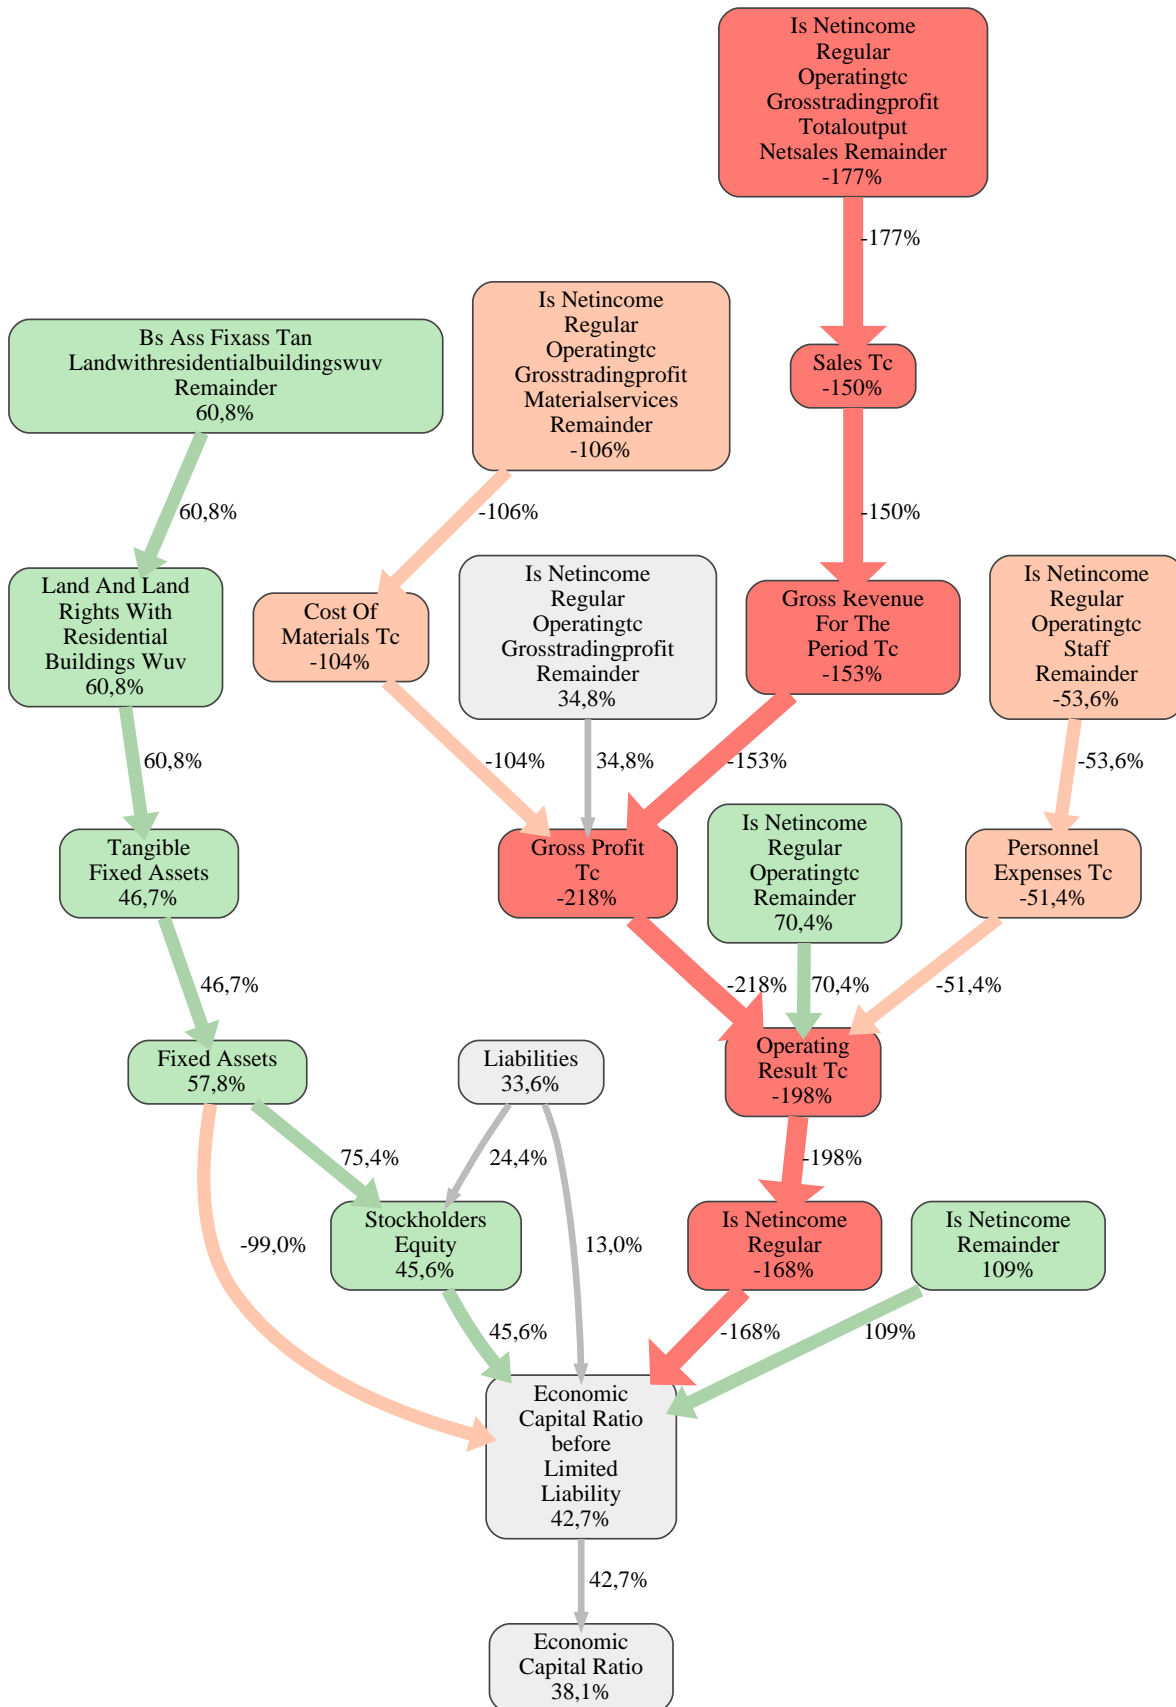 Is Netincome
Regular
Operatingtc
Grosstradingprofit
Totaloutput
Netsales Remainder
-177%
-177%
Is Netincome
Regular
Operatingtc
Grosstradingprofit
Materialservices
Remainder
-106%
Bs Ass Fixass Tan
Landwithresidentialbuildingswuv
Remainder
60,8%
Sales Tc
-150%
60,8%
-106%
-150%
Land And Land
Rights With
Residential
Buildings Wuv
60,8%
Cost Of
Materials Tc
-104%
Is Netincome
Regular
Operatingtc
Grosstradingprofit
Remainder
34,8%
Gross Revenue
For The
Period Tc
-153%
Is Netincome
Regular
Operatingtc
Staff
Remainder
-53,6%
60,8%
-104%
34,8%
-153%
-53,6%
Tangible
Fixed Assets
46,7%
Gross Profit
Tc
-218%
Is Netincome
Regular
Operatingtc
Remainder
70,4%
Personnel
Expenses Tc
-51,4%
46,7%
-218%
70,4%
-51,4%
Fixed Assets
57,8%
Liabilities
33,6%
Operating
Result Tc
-198%
75,4%
24,4%
-198%
Stockholders
Equity
45,6%
Is Netincome
Regular
-168%
Is Netincome
Remainder
109%
-99,0%
13,0%
45,6%
-168%
109%
Economic
Capital Ratio
before
Limited
Liability
42,7%
42,7%
Economic
Capital Ratio
38,1%